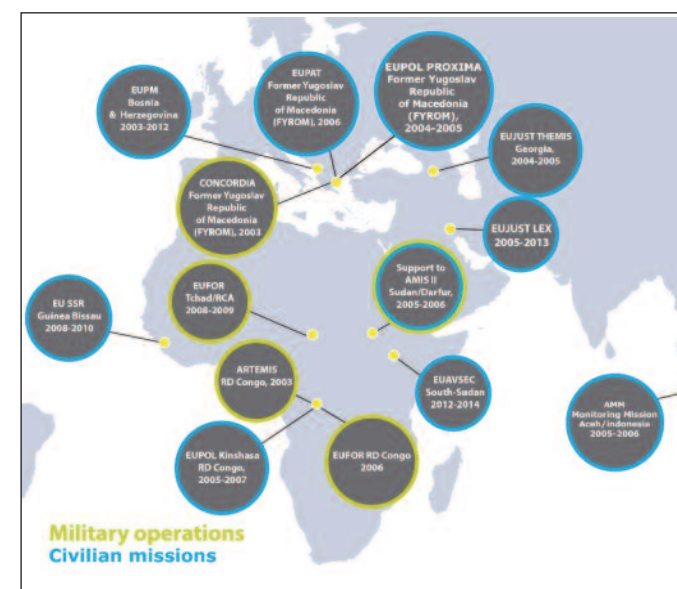 EUPM
Bosnia
& Herzegovina
2003-2012
EUPAT
Former Yugoslav
Republic
of Macedonia
(FYROM), 2006
EUPOL PROXIMA
Former Yugoslav
Republic
of Macedonia
(FYROM),
2004-2005
EUJUST THEMIS
Georgia,
2004-2005
CONCORDIA
Former Yugoslav
Republic
of Macedonia
(FYROM), 2003
EUJUST LEX
2005-2013
EUFOR
Tchad/RCA
2008-2009
Support to
AMIS II
Sudan/Darfur,
2005-2006
EU SSR
Guinea Bissau
2008-2010
ARTEMIS
RD Congo, 2003
EUAVSEC
South-Sudan
2012-2014
AMM
Monitoring Mission
Aceh/Indonesia
2005-2006
EUPOL Kinshasa
RD Congo,
2005-2007
EUFOR RD Congo
2006
Military operations
Civilian missions